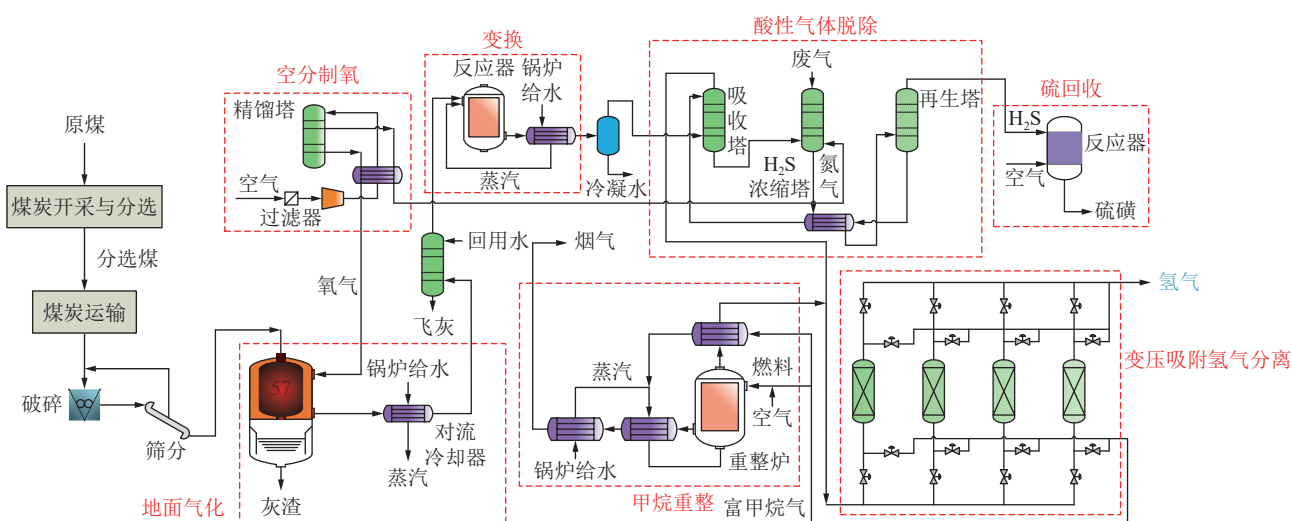 原煤
煤炭开采与分选
分选煤
煤炭运输
破碎
筛分
空分制氧
精馏塔
空气
过滤器
氧气
地面气化
57
灰渣
锅炉给水
对流
冷却器
蒸汽
变换
反应器
锅炉
给水
蒸汽
冷凝水
回用水
飞灰
酸性气体脱除
吸
收
塔
废气
H₂S
浓缩塔
氮
气
再生塔
硫回收
H₂S
反应器
空气
硫磺
烟气
蒸汽
锅炉给水
燃料
空气
重整炉
甲烷重整
富甲烷气
氢气
变压吸附氢气分离